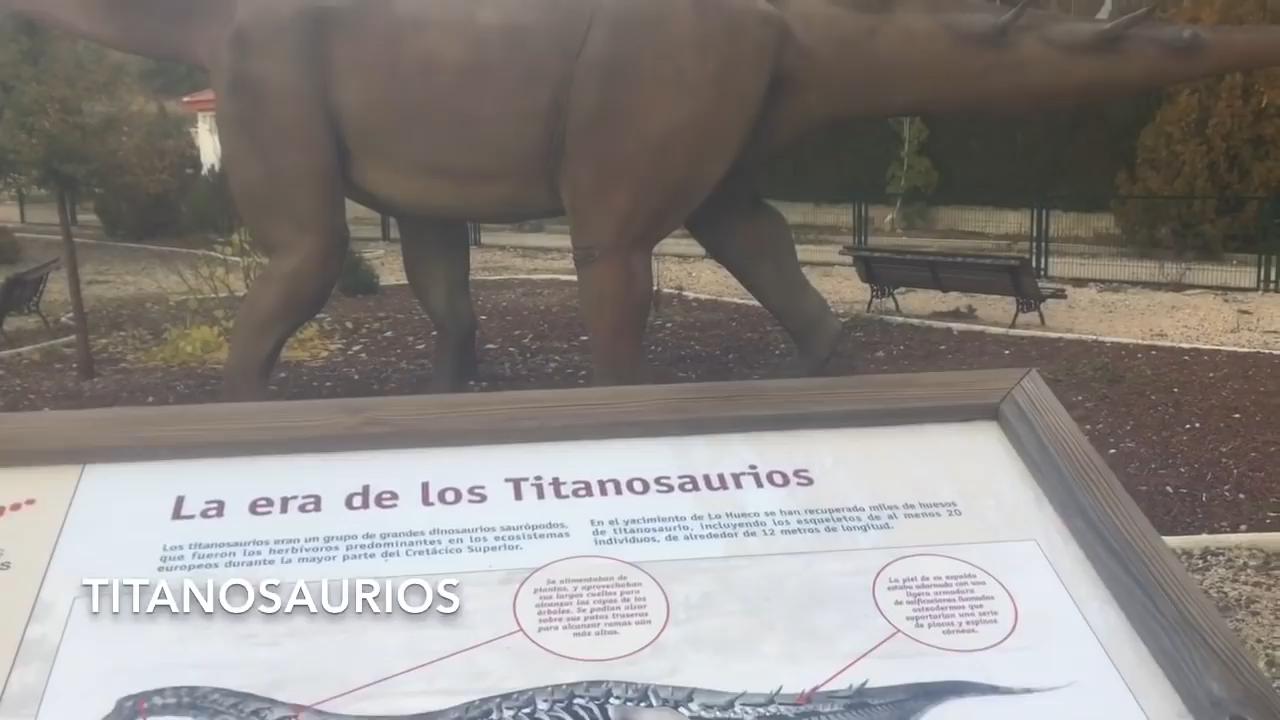 La era de los Titanosaurios
Los titanosaurios eran un grupo de grandes dinosaurios saurópodos,
que fueron los herbívoros predominantes en los ecosistemas
europeos durante la mayor parte del Cretácico Superior.
En el yacimiento de Lo Hueco se han recuperado miles de huesos
de titanosaurio, incluyendo los esqueletos de al menos 20
individuos, de alrededor de 12 metros de longitud.
Se alimentaban de
plantas, y aprovechaban
sus largos cuellos para
alcanzar las copas de los
árboles. Se podían alzar
sobre sus patas traseras
para alcanzar ramas aún
más altas.
La piel de su espalda
estaba adornada con una
ligera armadura
de osificaciones llamadas
osteodermos que
soportarían una serie
de placas y espinas
córneas.
TITANOSAURIOS